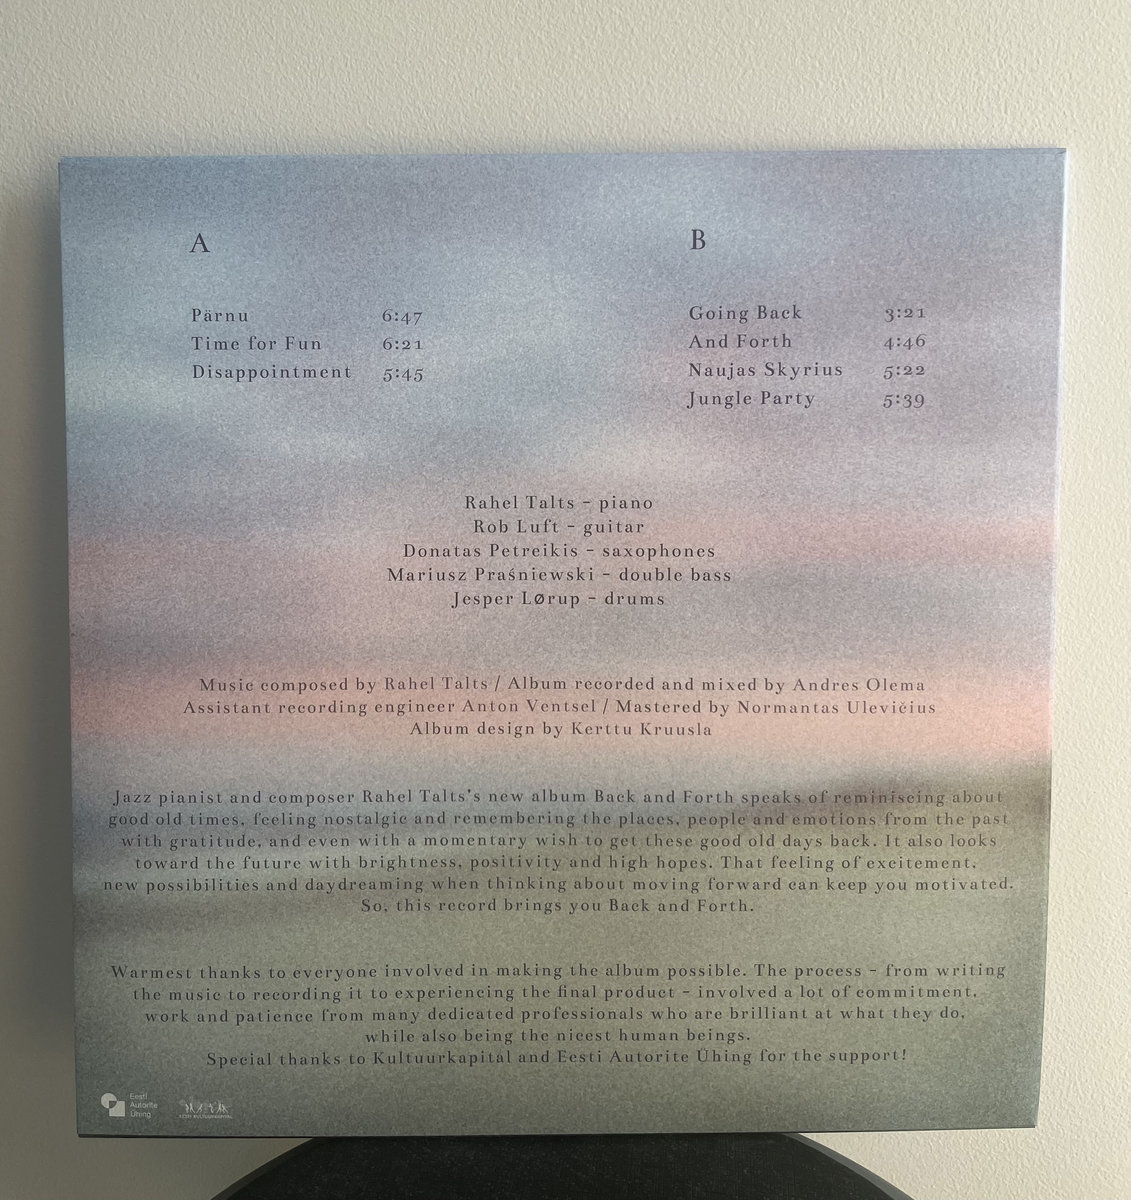 A
Pärnu 6:47
Time for Fun 6:21
Disappointment 5:45
B
Going Back 3:21
And Forth 4:46
Naujas Skyrius 5:22
Jungle Party 5:39
Rahel Talts – piano
Rob Luft – guitar
Donatas Petreikis – saxophones
Mariusz Praśniewski – double bass
Jesper Lørup – drums
Music composed by Rahel Talts / Album recorded and mixed by Andres Olema
Assistant recording engineer Anton Ventsel / Mastered by Normantas Ulevičius
Album design by Kerttu Kruusla
Jazz pianist and composer Rahel Talts's new album Back and Forth speaks of reminiscing about
good old times, feeling nostalgic and remembering the places, people and emotions from the past
with gratitude, and even with a momentary wish to get these good old days back. It also looks
toward the future with brightness, positivity and high hopes. That feeling of excitement,
new possibilities and daydreaming when thinking about moving forward can keep you motivated.
So, this record brings you Back and Forth.
Warmest thanks to everyone involved in making the album possible. The process – from writing
the music to recording it to experiencing the final product – involved a lot of commitment,
work and patience from many dedicated professionals who are brilliant at what they do,
while also being the nicest human beings.
Special thanks to Kultuurkapital and Eesti Autorite Ühing for the support!
Eesti
Autorite
Ühing
EESTI KULTUURKAPITAL